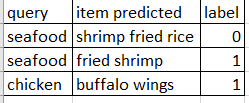 query item predicted label
seafood shrimp fried rice 0
seafood fried shrimp 1
chicken buffalo wings 1